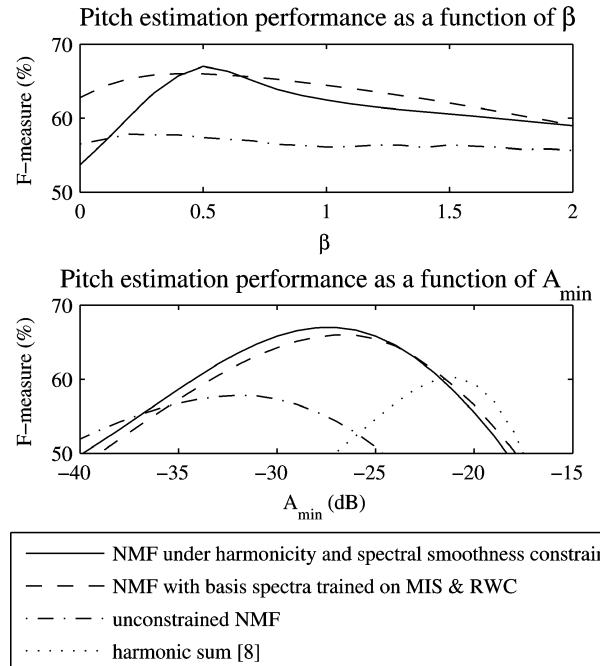 Pitch estimation performance as a function of β
70
60
50
F−measure (%)
0 0.5 1 1.5 2
β
Pitch estimation performance as a function of A_min
70
60
50
F−measure (%)
−40 −35 −30 −25 −20 −15
A_min (dB)
NMF under harmonicity and spectral smoothness constrain
NMF with basis spectra trained on MIS & RWC
unconstrained NMF
harmonic sum [8]